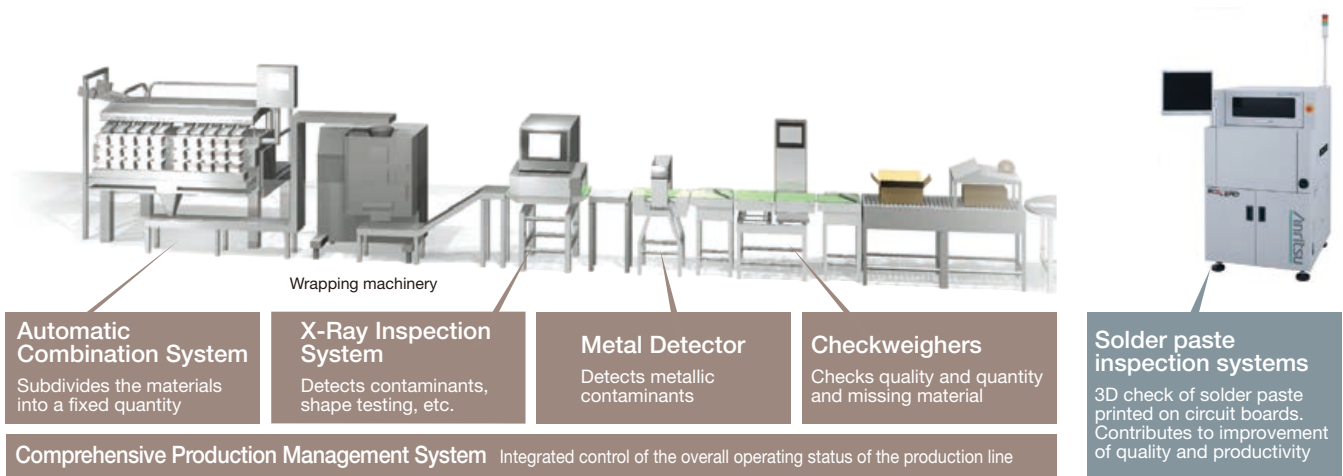 Wrapping machinery
Automatic
Combination System
Subdivides the materials
into a fixed quantity
X-Ray Inspection
System
Detects contaminants,
shape testing, etc.
Metal Detector
Detects metallic
contaminants
Checkweighers
Checks quality and quantity
and missing material
Comprehensive Production Management System Integrated control of the overall operating status of the production line
Anritsu
Solder paste
inspection systems
3D check of solder paste
printed on circuit boards.
Contributes to improvement
of quality and productivity